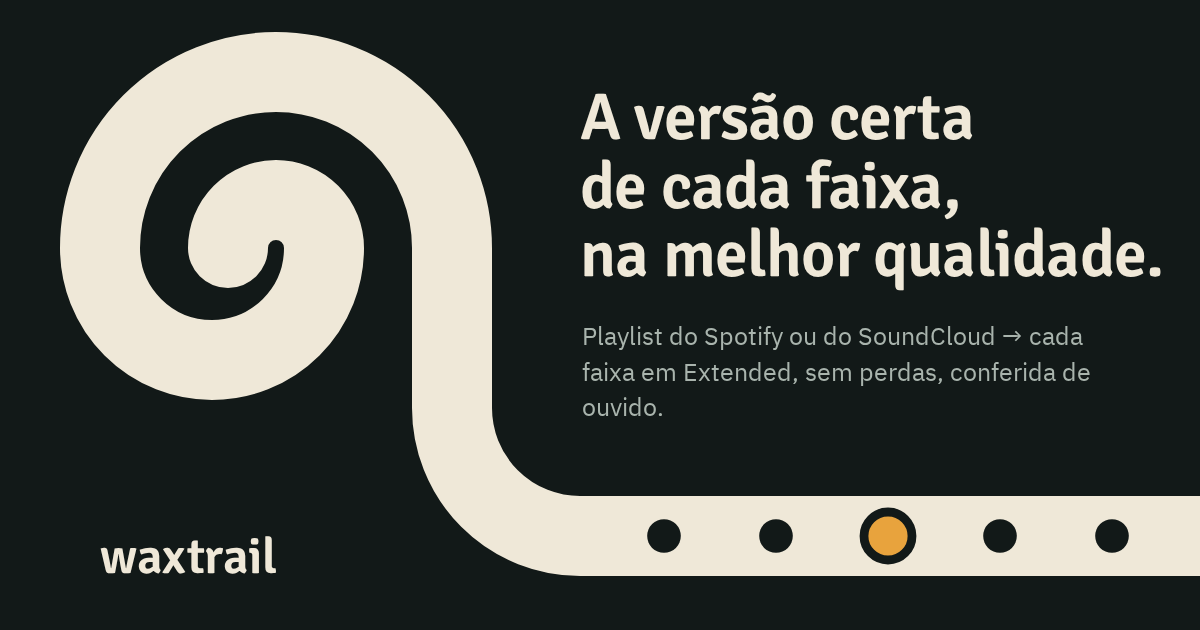 A versão certa
de cada faixa,
na melhor qualidade.
Playlist do Spotify ou do SoundCloud → cada
faixa em Extended, sem perdas, conferida de
ouvido.
waxtrail